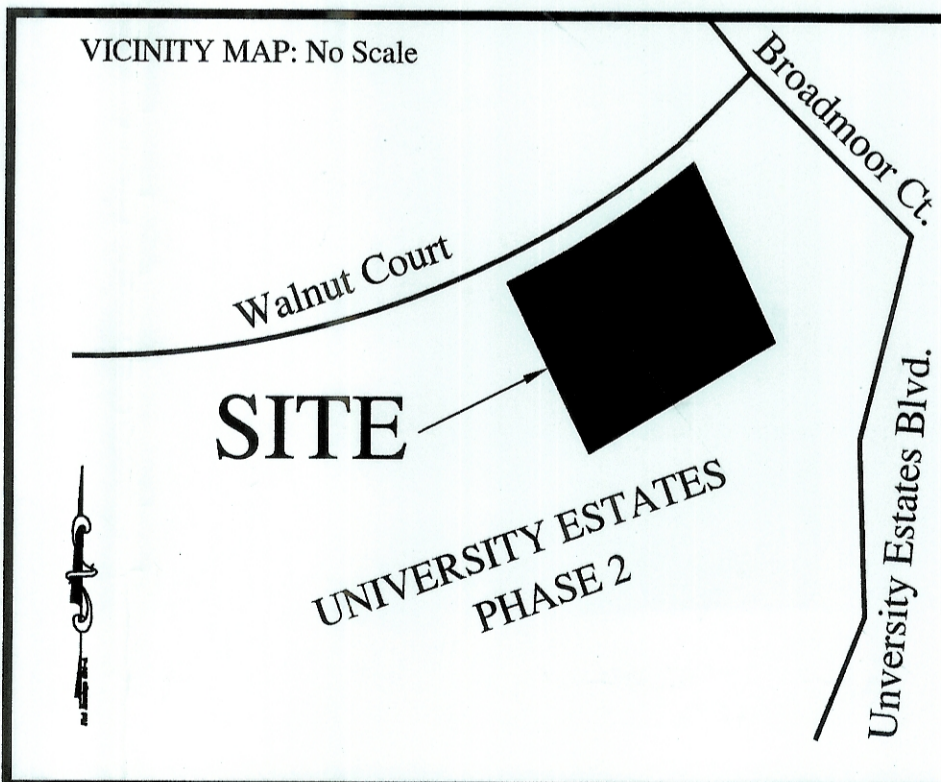 VICINITY MAP: No Scale
Broadmoor Ct.
Walnut Court
SITE
UNIVERSITY ESTATES
PHASE 2
Unversity Estates Blvd.